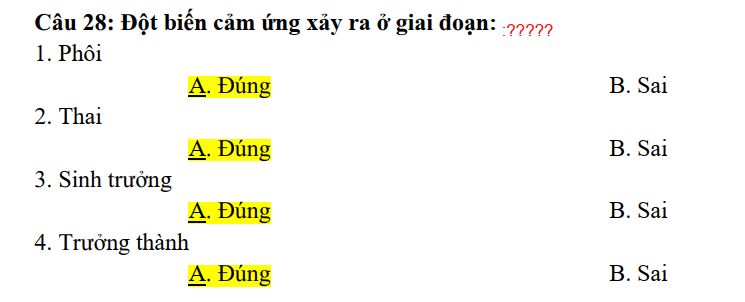 Câu 28: Đột biến cảm ứng xảy ra ở giai đoạn: :?????
1. Phôi
A. Đúng B. Sai
2. Thai
A. Đúng B. Sai
3. Sinh trưởng
A. Đúng B. Sai
4. Trưởng thành
A. Đúng B. Sai